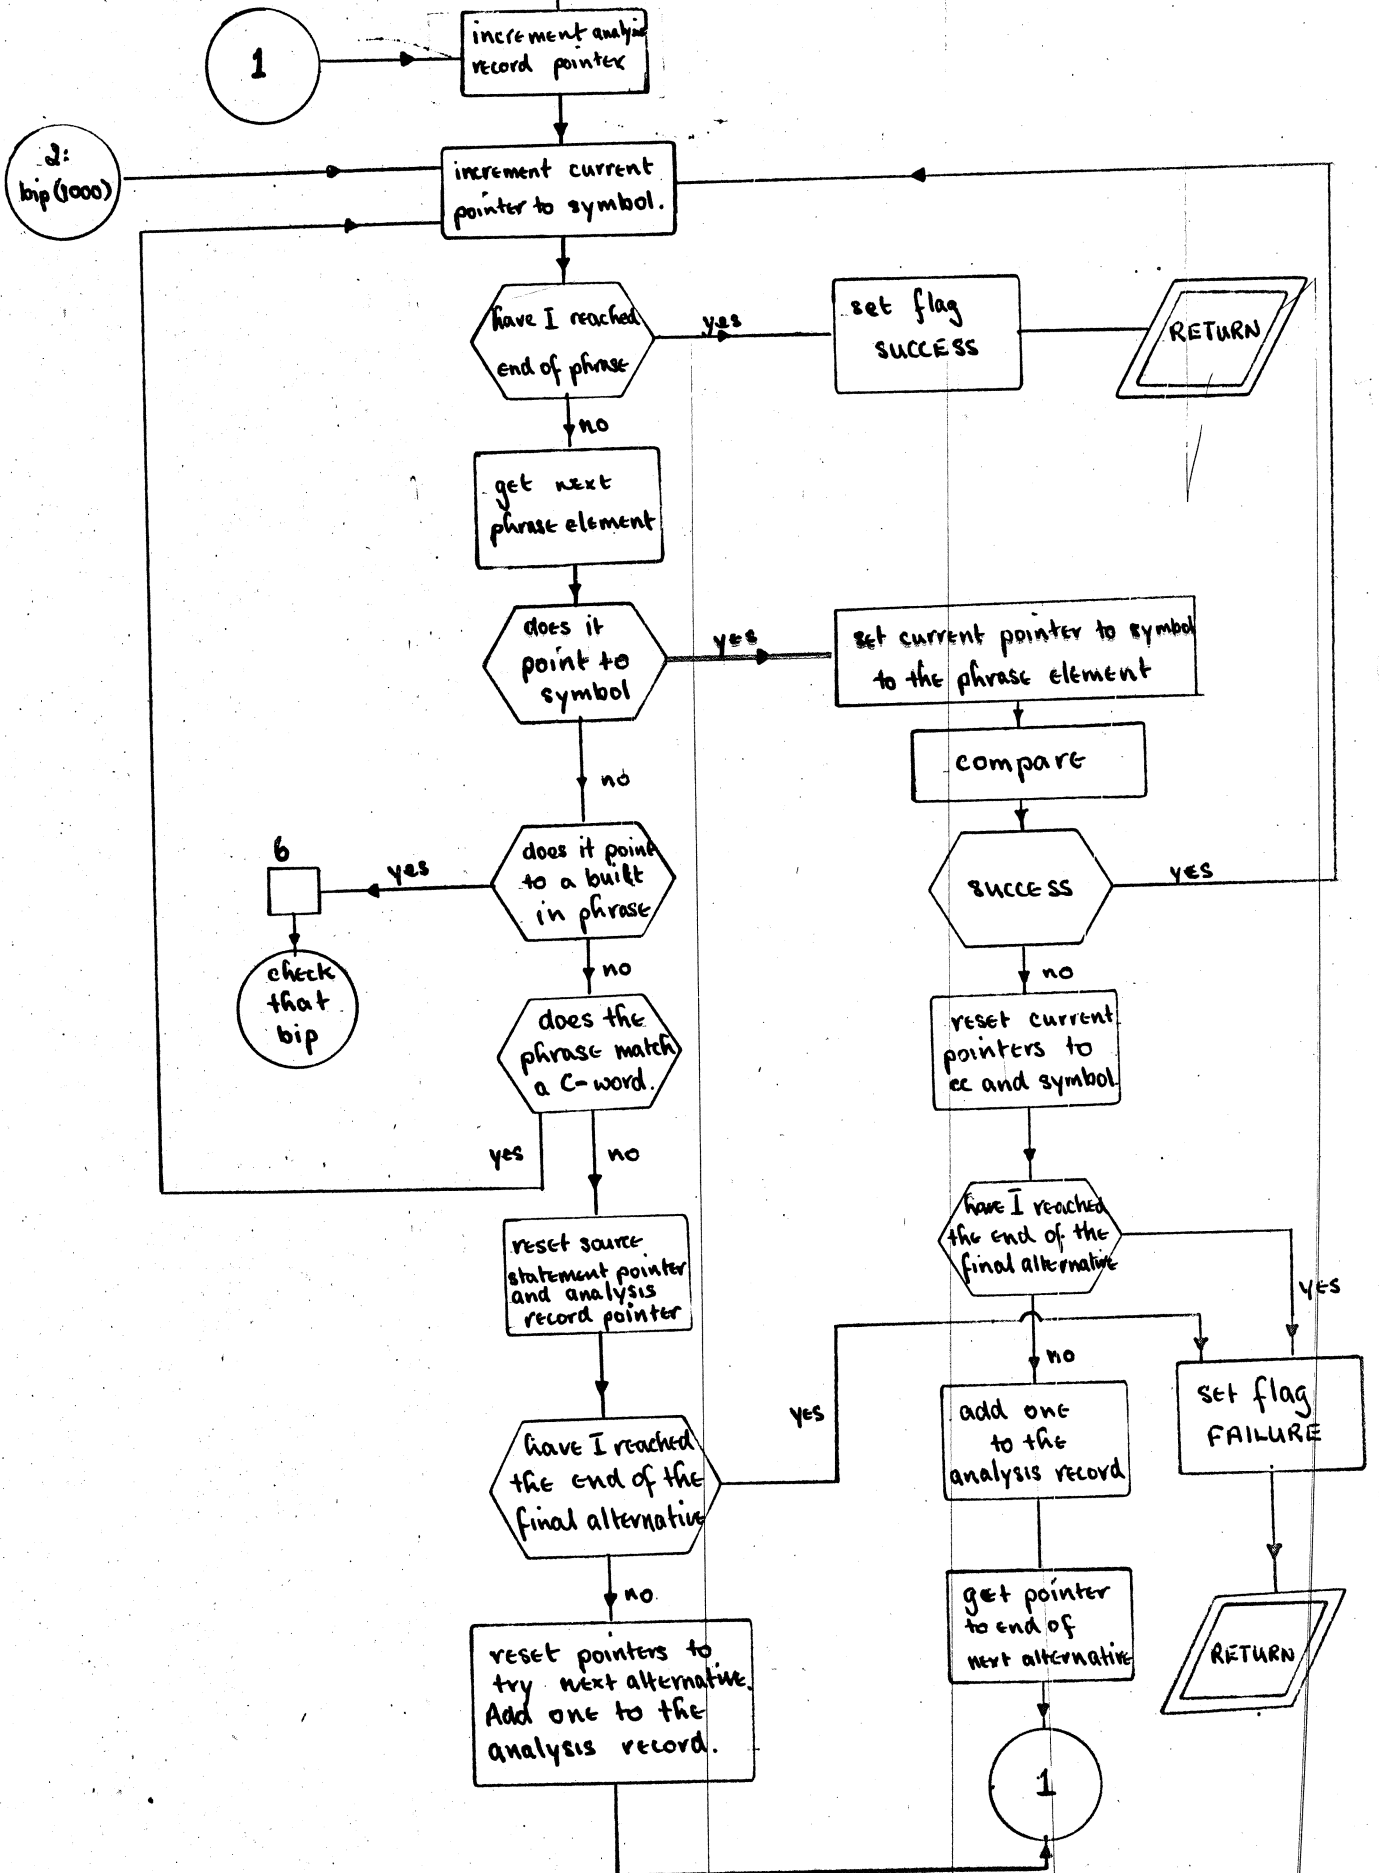 1
increment analysis
record pointer
2:
bip(1000)
increment current
pointer to symbol.
have I reached
end of phrase
yes
set flag
SUCCESS
RETURN
no
get next
phrase element
does it
point to
symbol
yes
set current pointer to symbol
to the phrase element
compare
no
does it point
to a built
in phrase
yes
6
check
that
bip
SUCCESS
YES
no
no
does the
phrase match
a C-word.
reset current
pointers to
cc and symbol
yes
no
reset source
statement pointer
and analysis
record pointer
have I reached
the end of the
final alternative
YES
no
add one
to the
analysis record
set flag
FAILURE
have I reached
the end of the
final alternative
YES
no
get pointer
to end of
next alternative
RETURN
reset pointers to
try next alternative.
Add one to the
analysis record.
1